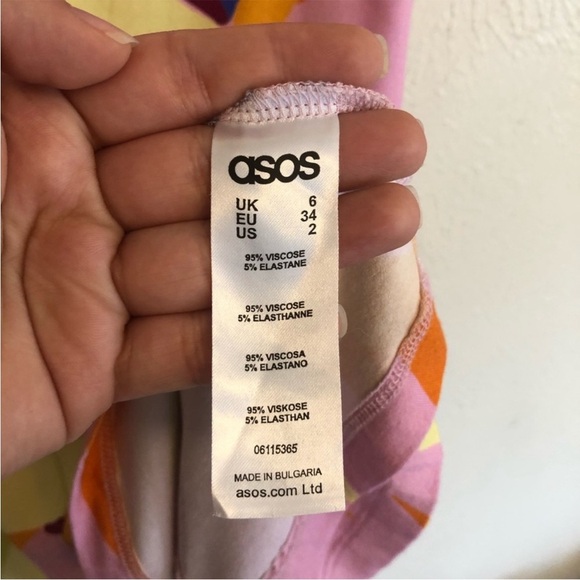 asos
UK 6
EU 34
US 2
95% VISCOSE
5% ELASTANE
95% VISCOSE
5% ELASTHANNE
95% VISCOSA
5% ELASTANO
95% VISKOSE
5% ELASTHAN
06115365
MADE IN BULGARIA
asos.com Ltd